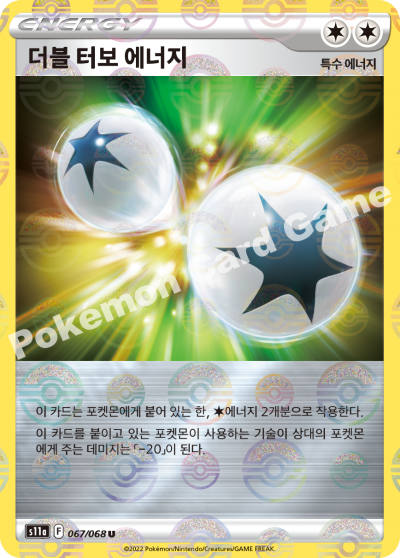 ENERGY
더블 터보 에너지
특수 에너지
Pokémon Card Game
이 카드는 포켓몬에게 붙어 있는 한, 에너지 2개분으로 작용한다.
이 카드를 붙이고 있는 포켓몬이 사용하는 기술이 상대의 포켓몬
에게 주는 데미지는 「-20」이 된다.
s11a F 067/068 U
©2022 Pokémon/Nintendo/Creatures/GAME FREAK.